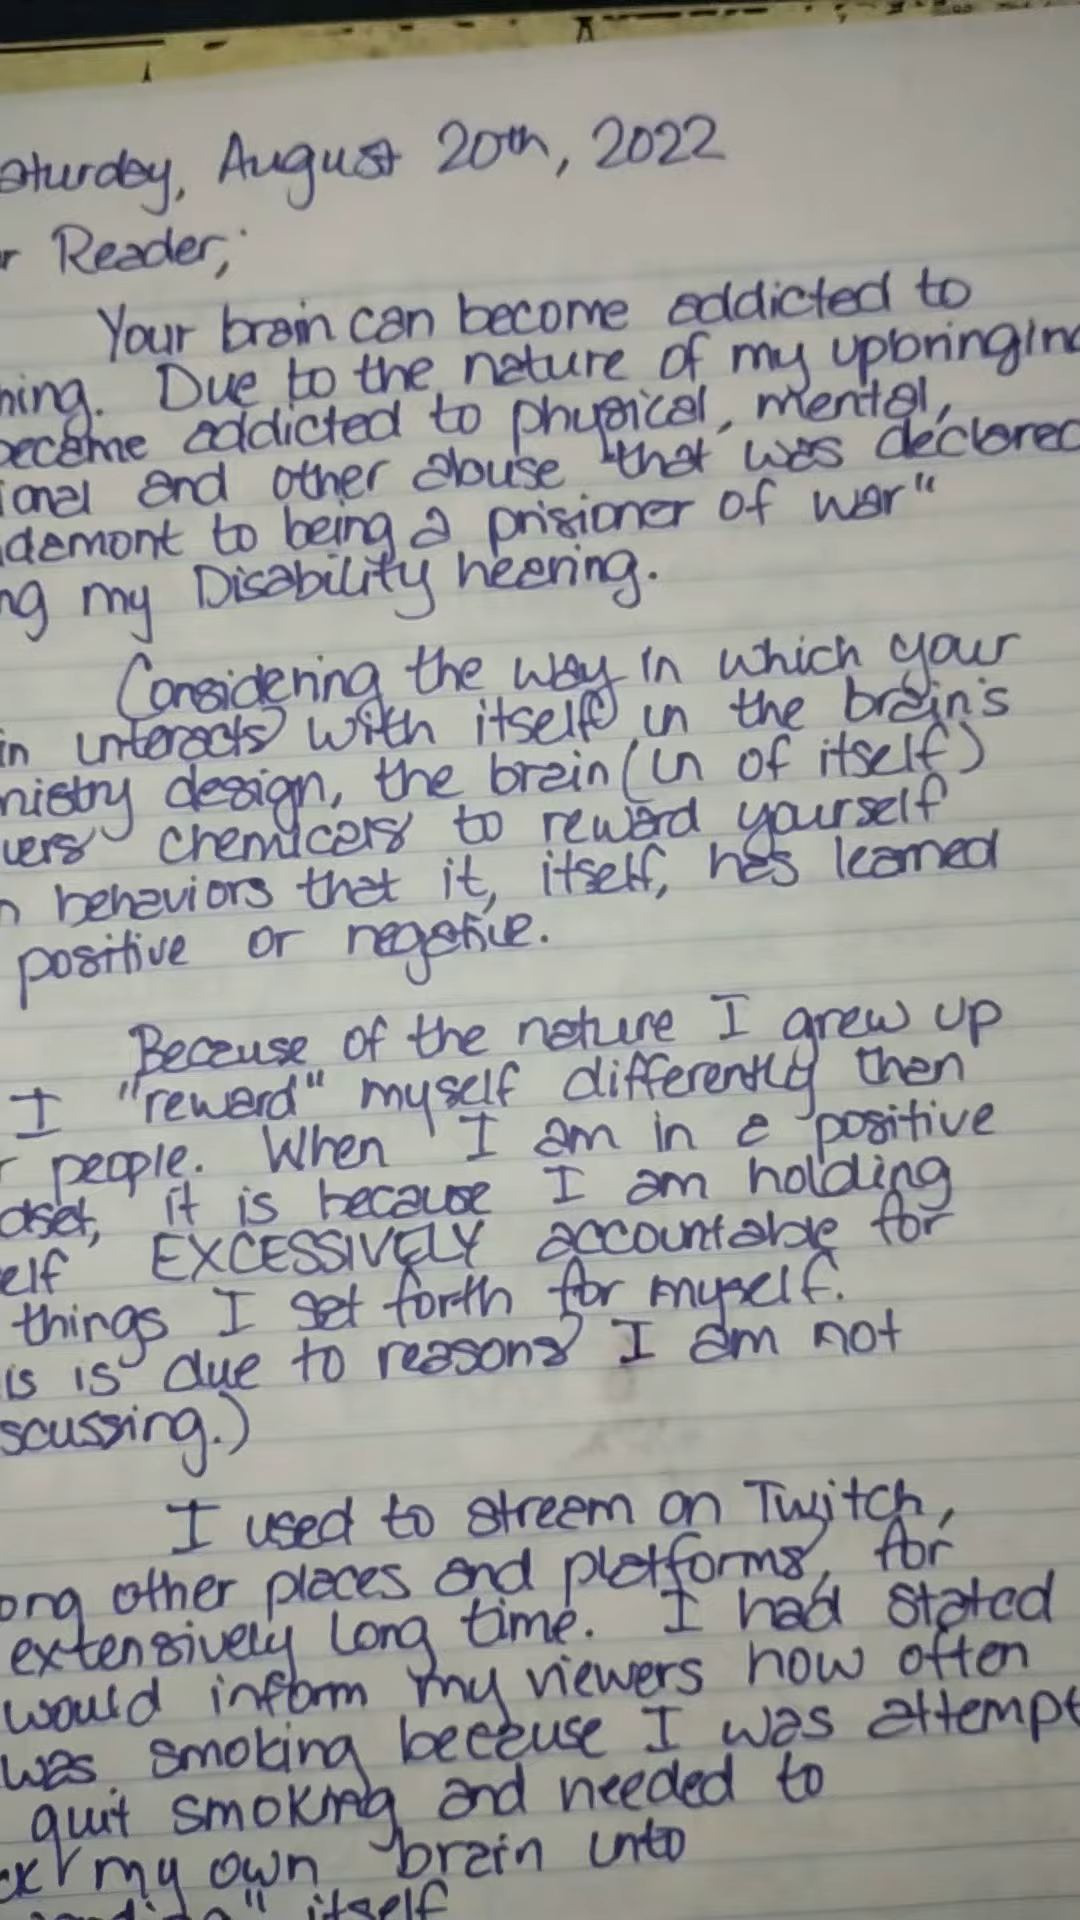 aturday, August 20th, 2022
r Reader;
Your brain can become addicted to
hing. Due to the nature of my upbringing
became addicted to physical, mental,
ional and other abuse "that was declared
demont to being a prisioner of war"
ng my Disability heering.
Considering the way in which your
in interacts with itself in the brain's
mistry design, the brain (in of itself)
vers chemicals to reward yourself
n behaviors that it, itself, has learned
positive or negative.
Because of the nature I grew up
I "reward" myself differently then
r people. When I am in a positive
dset, it is because I am holding
elf EXCESSIVELY accountable for
things I set forth for myself.
is is due to reasons I am not
scussing.)
I used to streem on Twitch,
ong other places and platforms, for
extensively long time. I had stated
would inform my viewers how often
was smoking because I was attempt
quit smoking and needed to
ck my own brain unto
" itself